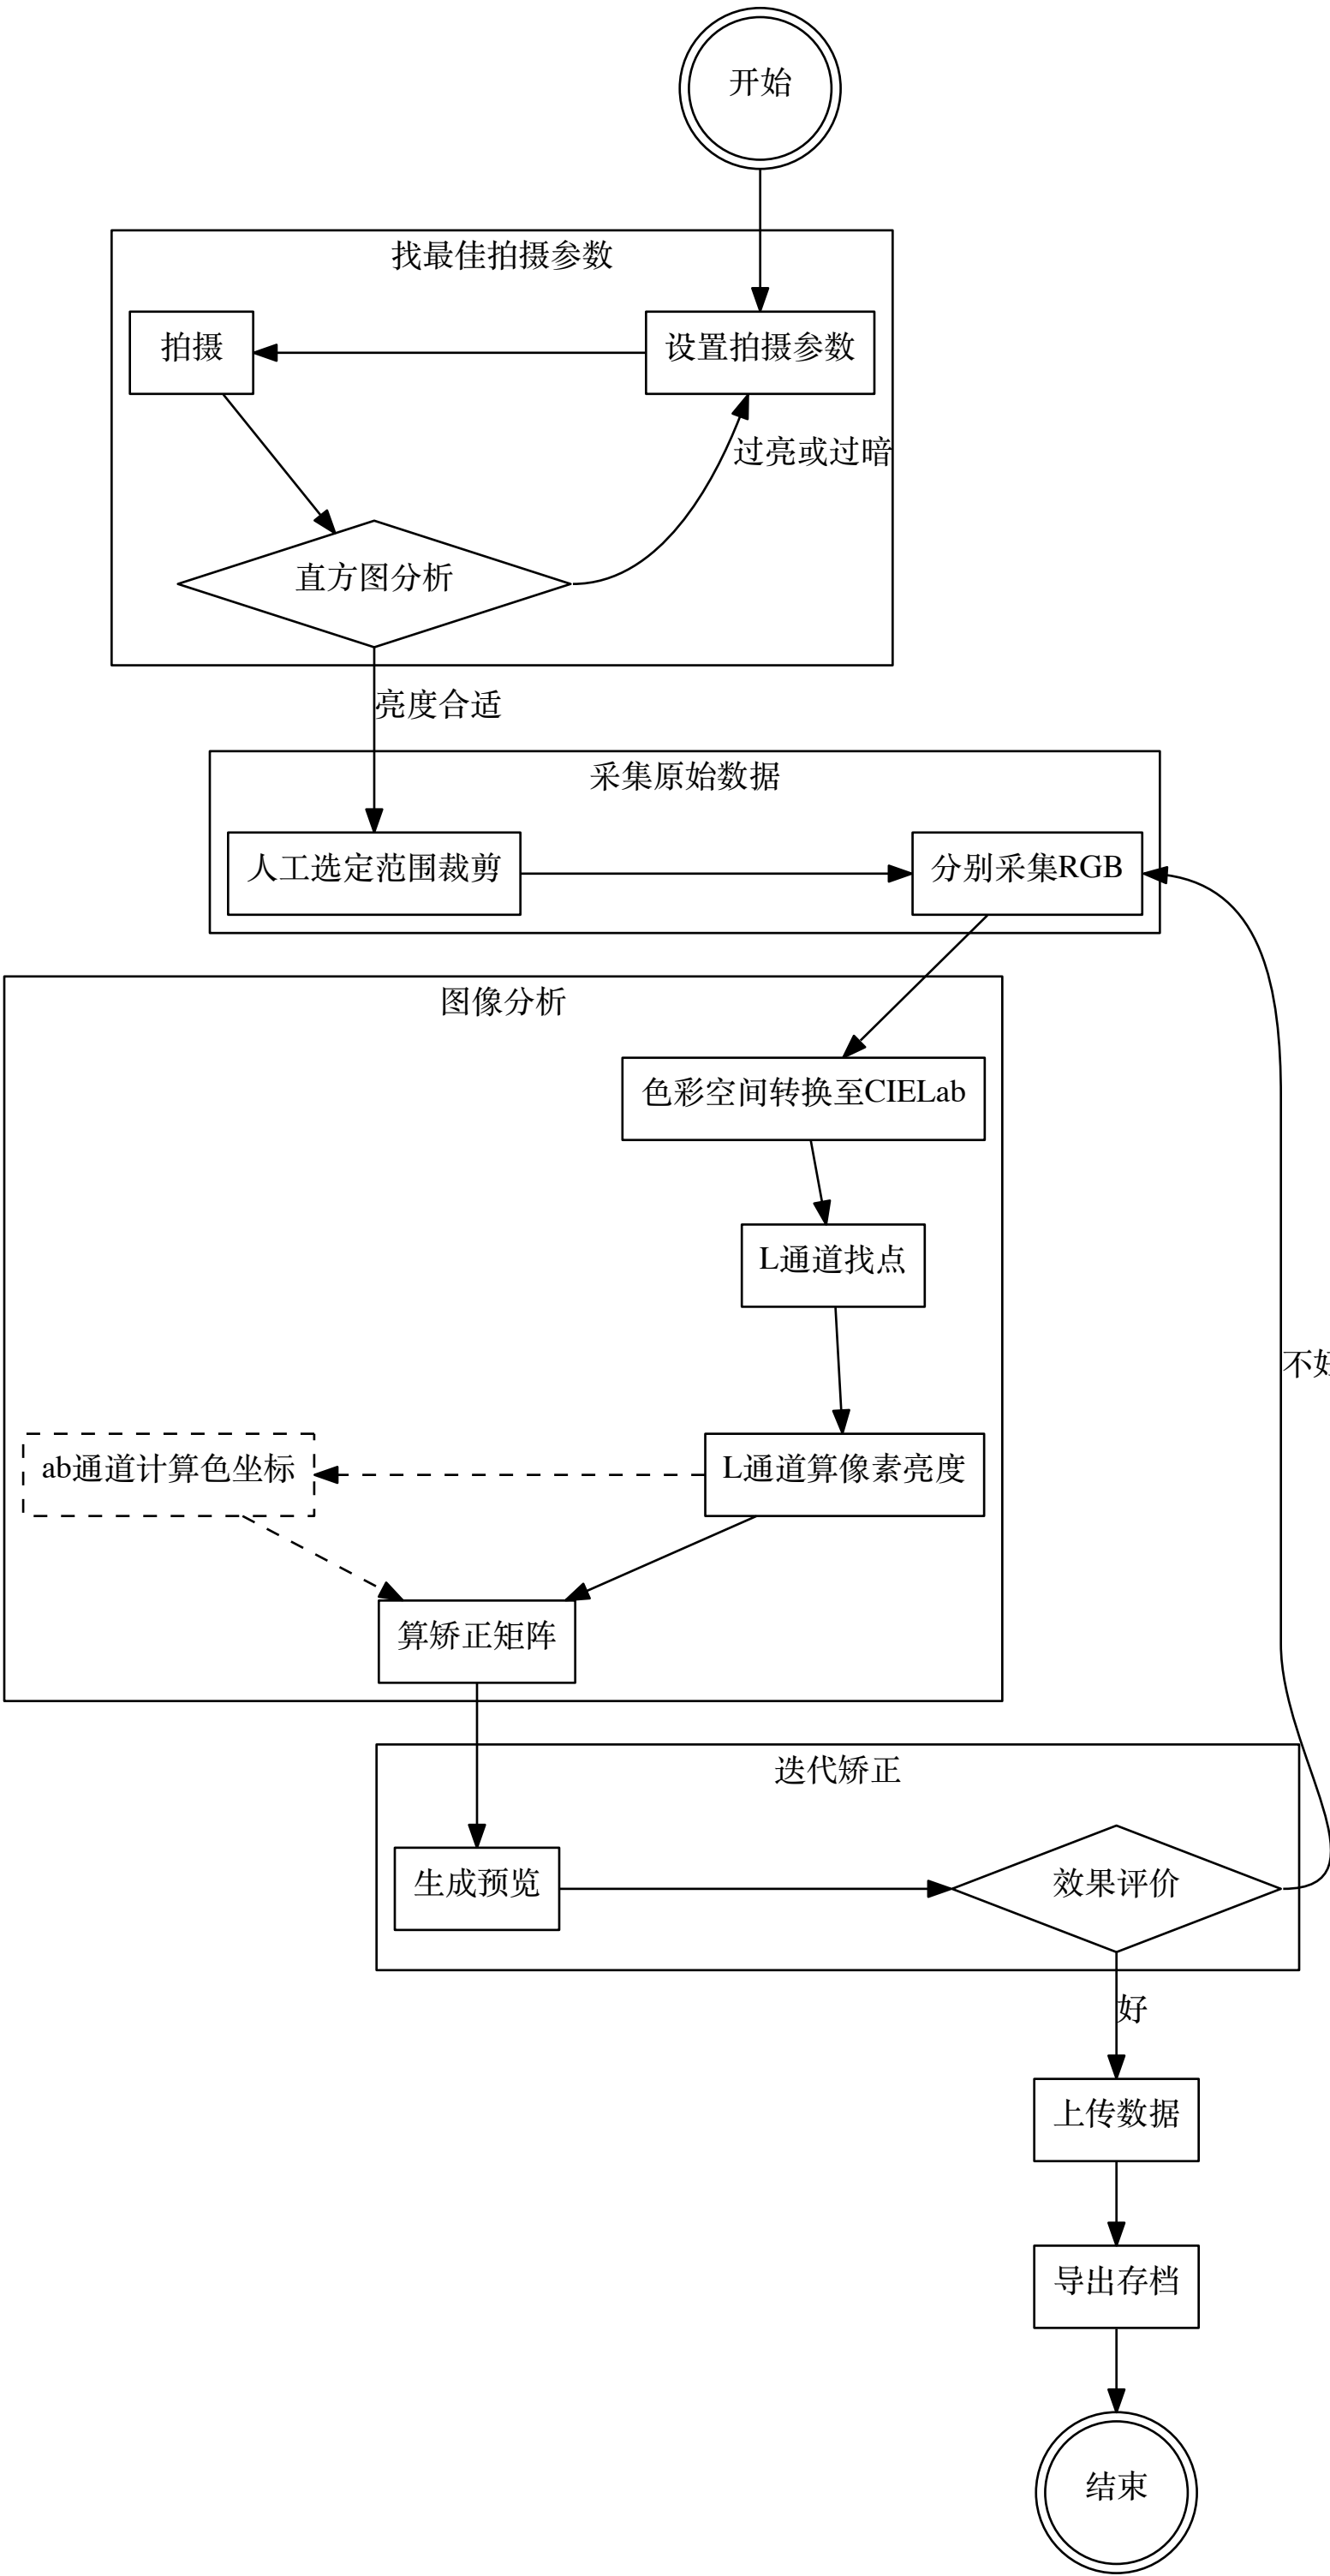 开始
找最佳拍摄参数
拍摄
设置拍摄参数
过亮或过暗
直方图分析
亮度合适
采集原始数据
人工选定范围裁剪
分别采集RGB
图像分析
色彩空间转换至CIELab
L通道找点
不好
ab通道计算色坐标
L通道算像素亮度
算矫正矩阵
迭代矫正
生成预览
效果评价
好
上传数据
导出存档
结束